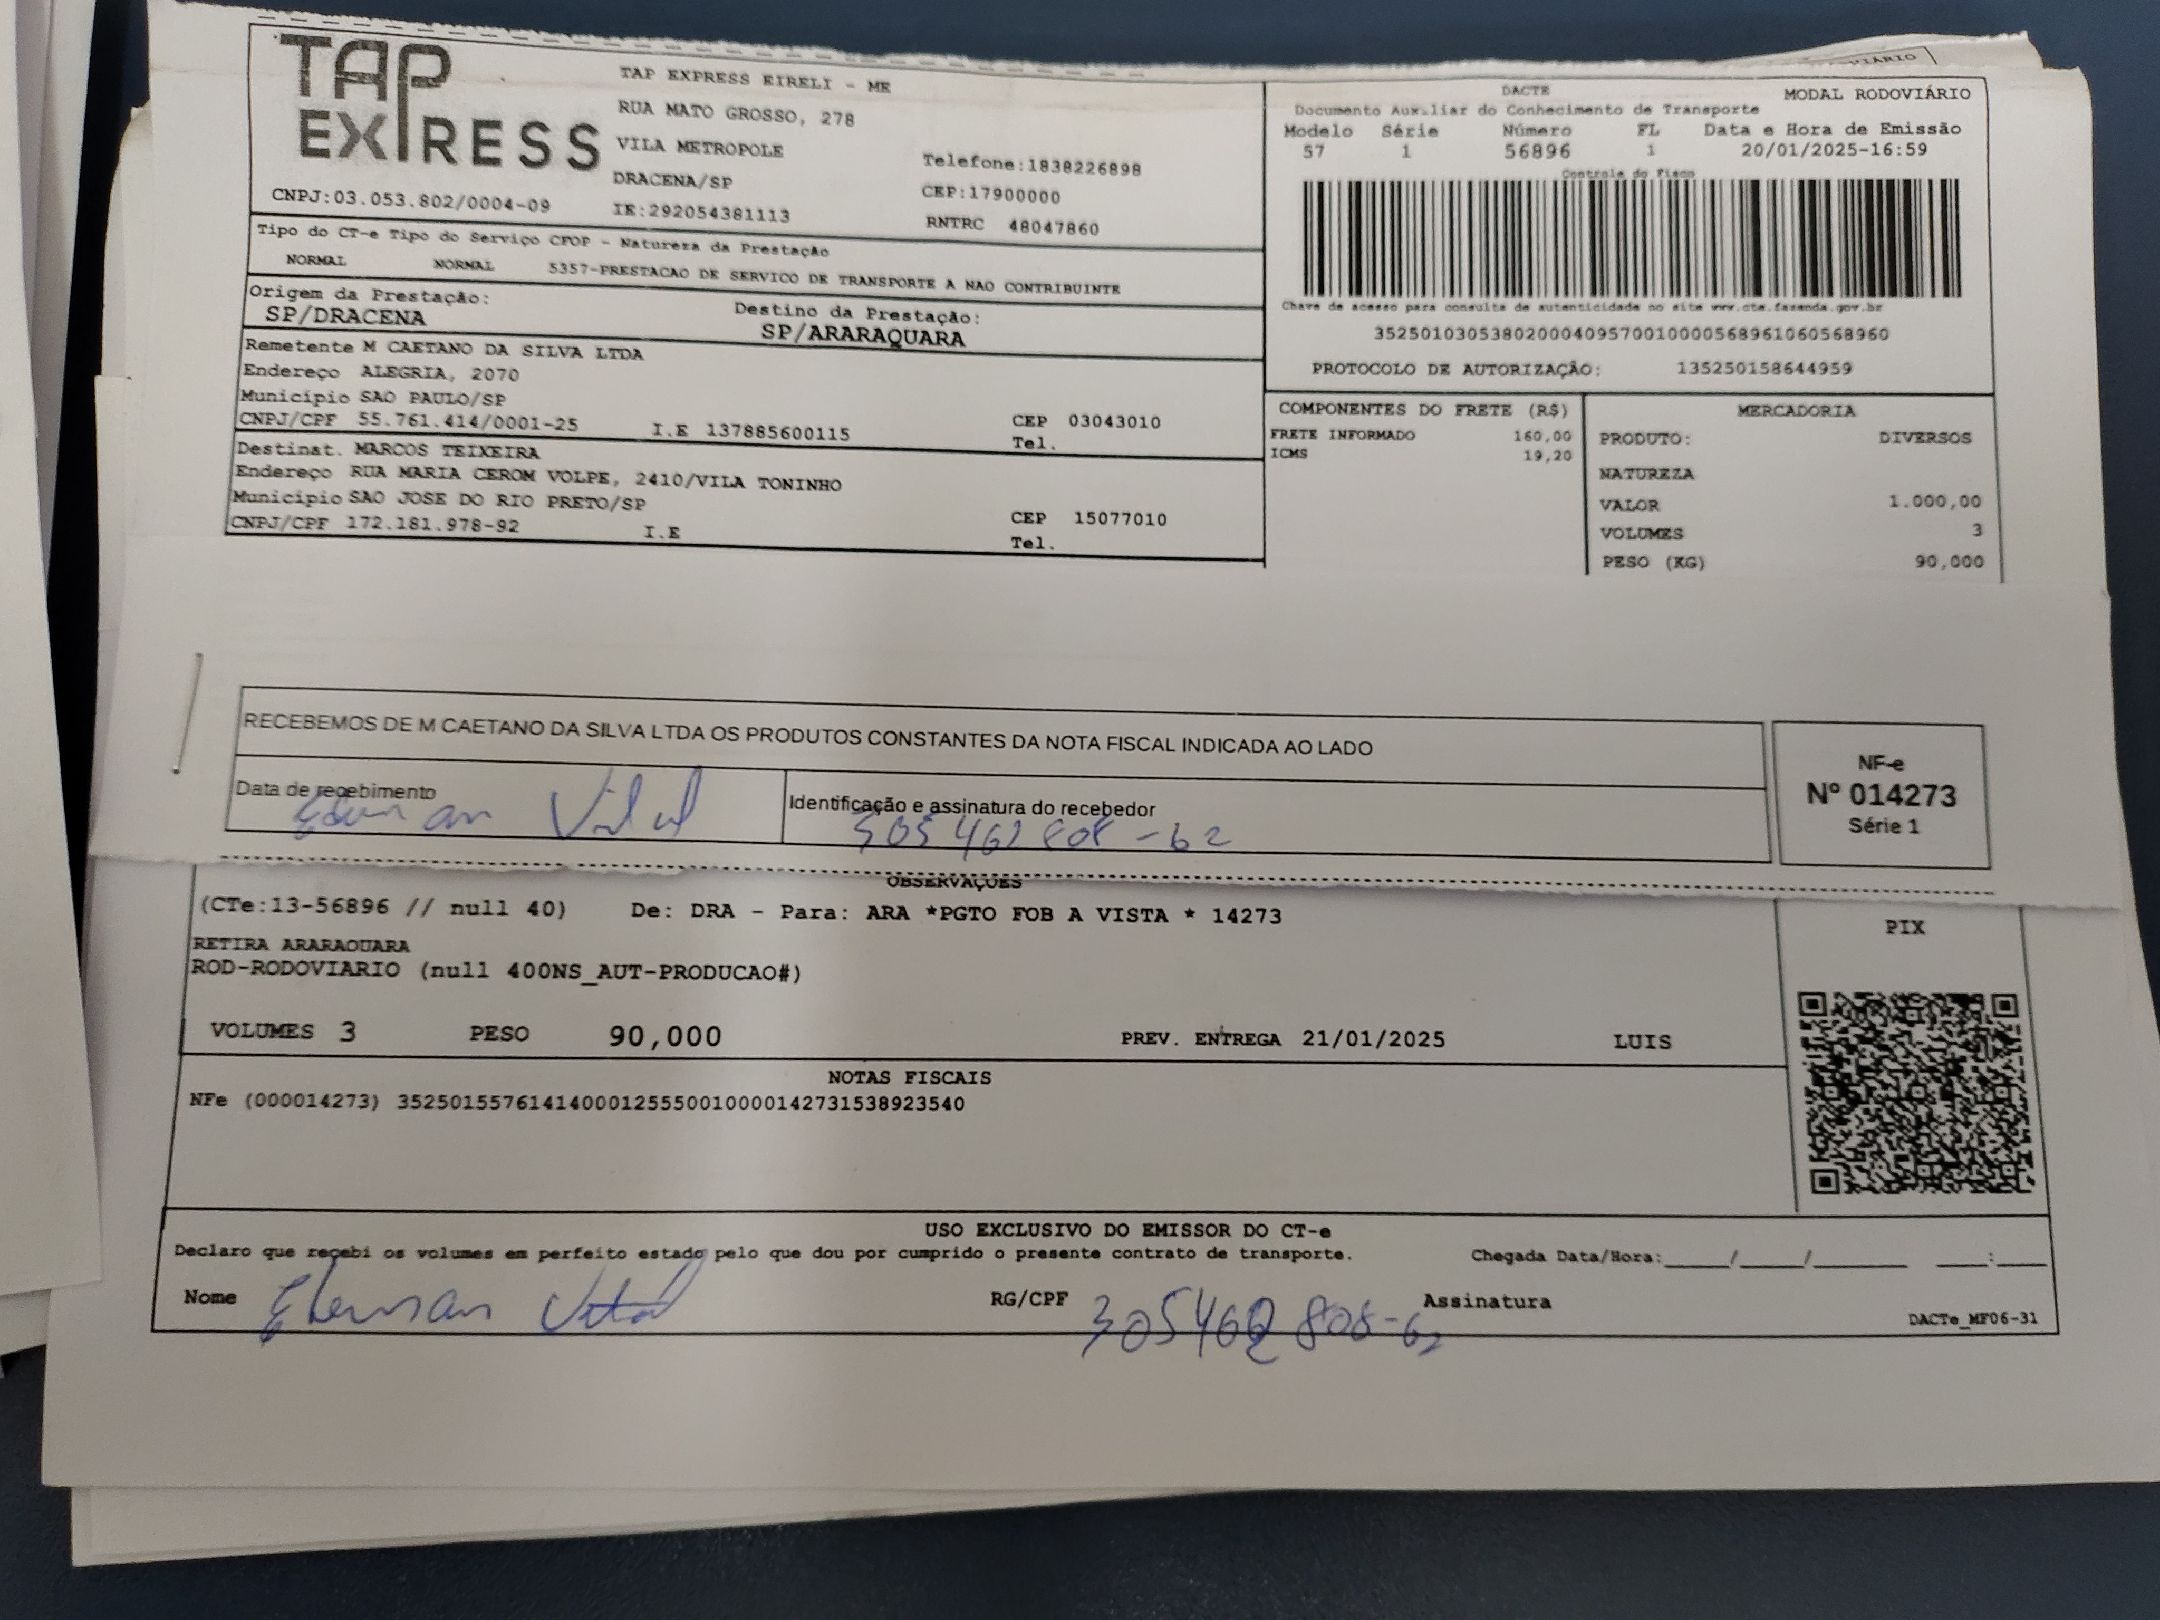 TAP
EXPRESS
CNPJ:03.053.802/0004-09
TAP EXPRESS EIRELI - ME
RUA MATO GROSSO, 278
VILA METROPOLE
DRACENA/SP
IE:292054381113
Telefone:1838226898
CEP:17900000
RNTRC 48047860
DACTE MODAL RODOVIÁRIO
Documento Auxiliar do Conhecimento de Transporte
Modelo Série Número FL Data e Hora de Emissão
57 1 56896 1 20/01/2025-16:59
Controle do Fisco
Chave de acesso para consulta de autenticidade no site www.cte.fazenda.gov.br
35250103053802000409570010000568961060568960
PROTOCOLO DE AUTORIZAÇÃO: 135250158644959
Tipo do CT-e Tipo do Serviço CFOP - Natureza da Prestação
NORMAL NORMAL 5357-PRESTACAO DE SERVICO DE TRANSPORTE A NAO CONTRIBUINTE
Origem da Prestação: Destino da Prestação:
SP/DRACENA SP/ARARAQUARA
Remetente M CAETANO DA SILVA LTDA
Endereço ALEGRIA, 2070
Município SAO PAULO/SP
CNPJ/CPF 55.761.414/0001-25 I.E 137885600115 CEP 03043010
Tel.
Destinat. MARCOS TEIXEIRA
Endereço RUA MARIA CEROM VOLPE, 2410/VILA TONINHO
Município SAO JOSE DO RIO PRETO/SP
CNPJ/CPF 172.181.978-92 I.E CEP 15077010
Tel.
COMPONENTES DO FRETE (R$)
FRETE INFORMADO 160,00
ICMS 19,20
MERCADORIA
PRODUTO: DIVERSOS
NATUREZA
VALOR 1.000,00
VOLUMES 3
PESO (KG) 90,000
RECEBEMOS DE M CAETANO DA SILVA LTDA OS PRODUTOS CONSTANTES DA NOTA FISCAL INDICADA AO LADO
Data de recebimento
Vital
Identificação e assinatura do recebedor
NF-e
Nº 014273
Série 1
OBSERVAÇÕES
(CTe:13-56896 // null 40) De: DRA - Para: ARA *PGTO FOB A VISTA * 14273
RETIRA ARARAQUARA
ROD-RODOVIARIO (null 400NS_AUT-PRODUCAO#)
VOLUMES 3 PESO 90,000 PREV. ENTREGA 21/01/2025 LUIS
PIX
NOTAS FISCAIS
NFe (000014273) 35250155761414000125550010000142731538923540
USO EXCLUSIVO DO EMISSOR DO CT-e
Declaro que recebi os volumes em perfeito estado pelo que dou por cumprido o presente contrato de transporte. Chegada Data/Hora:____/____/______ ___:___
Nome Vital RG/CPF Assinatura
DACTe_MF06-31